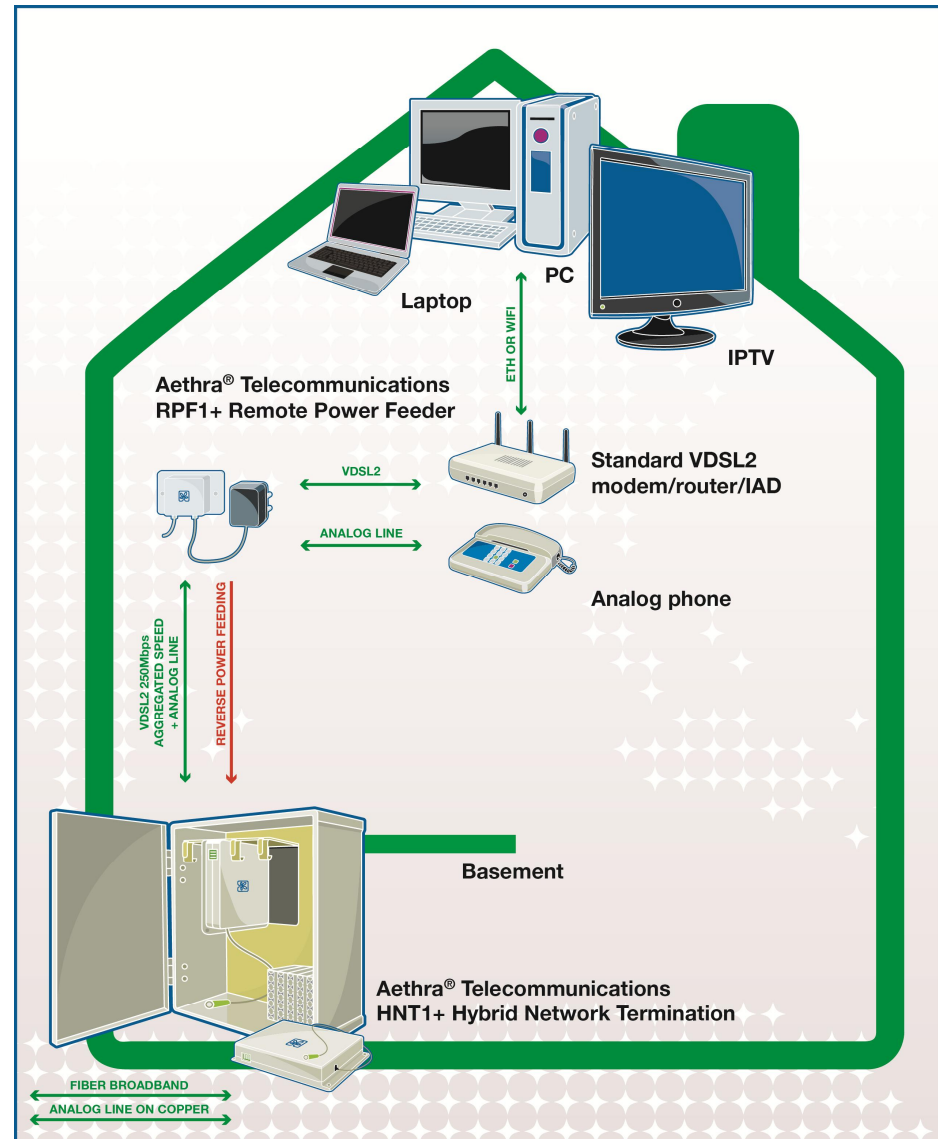 PC
Laptop
IPTV
ETH OR WIFI
Aethra® Telecommunications
RPF1+ Remote Power Feeder
VDSL2
Standard VDSL2
modem/router/IAD
ANALOG LINE
Analog phone
VDSL2 250Mbps
AGGREGATED SPEED
+ ANALOG LINE
REVERSE POWER FEEDING
Basement
Aethra® Telecommunications
HNT1+ Hybrid Network Termination
FIBER BROADBAND
ANALOG LINE ON COPPER